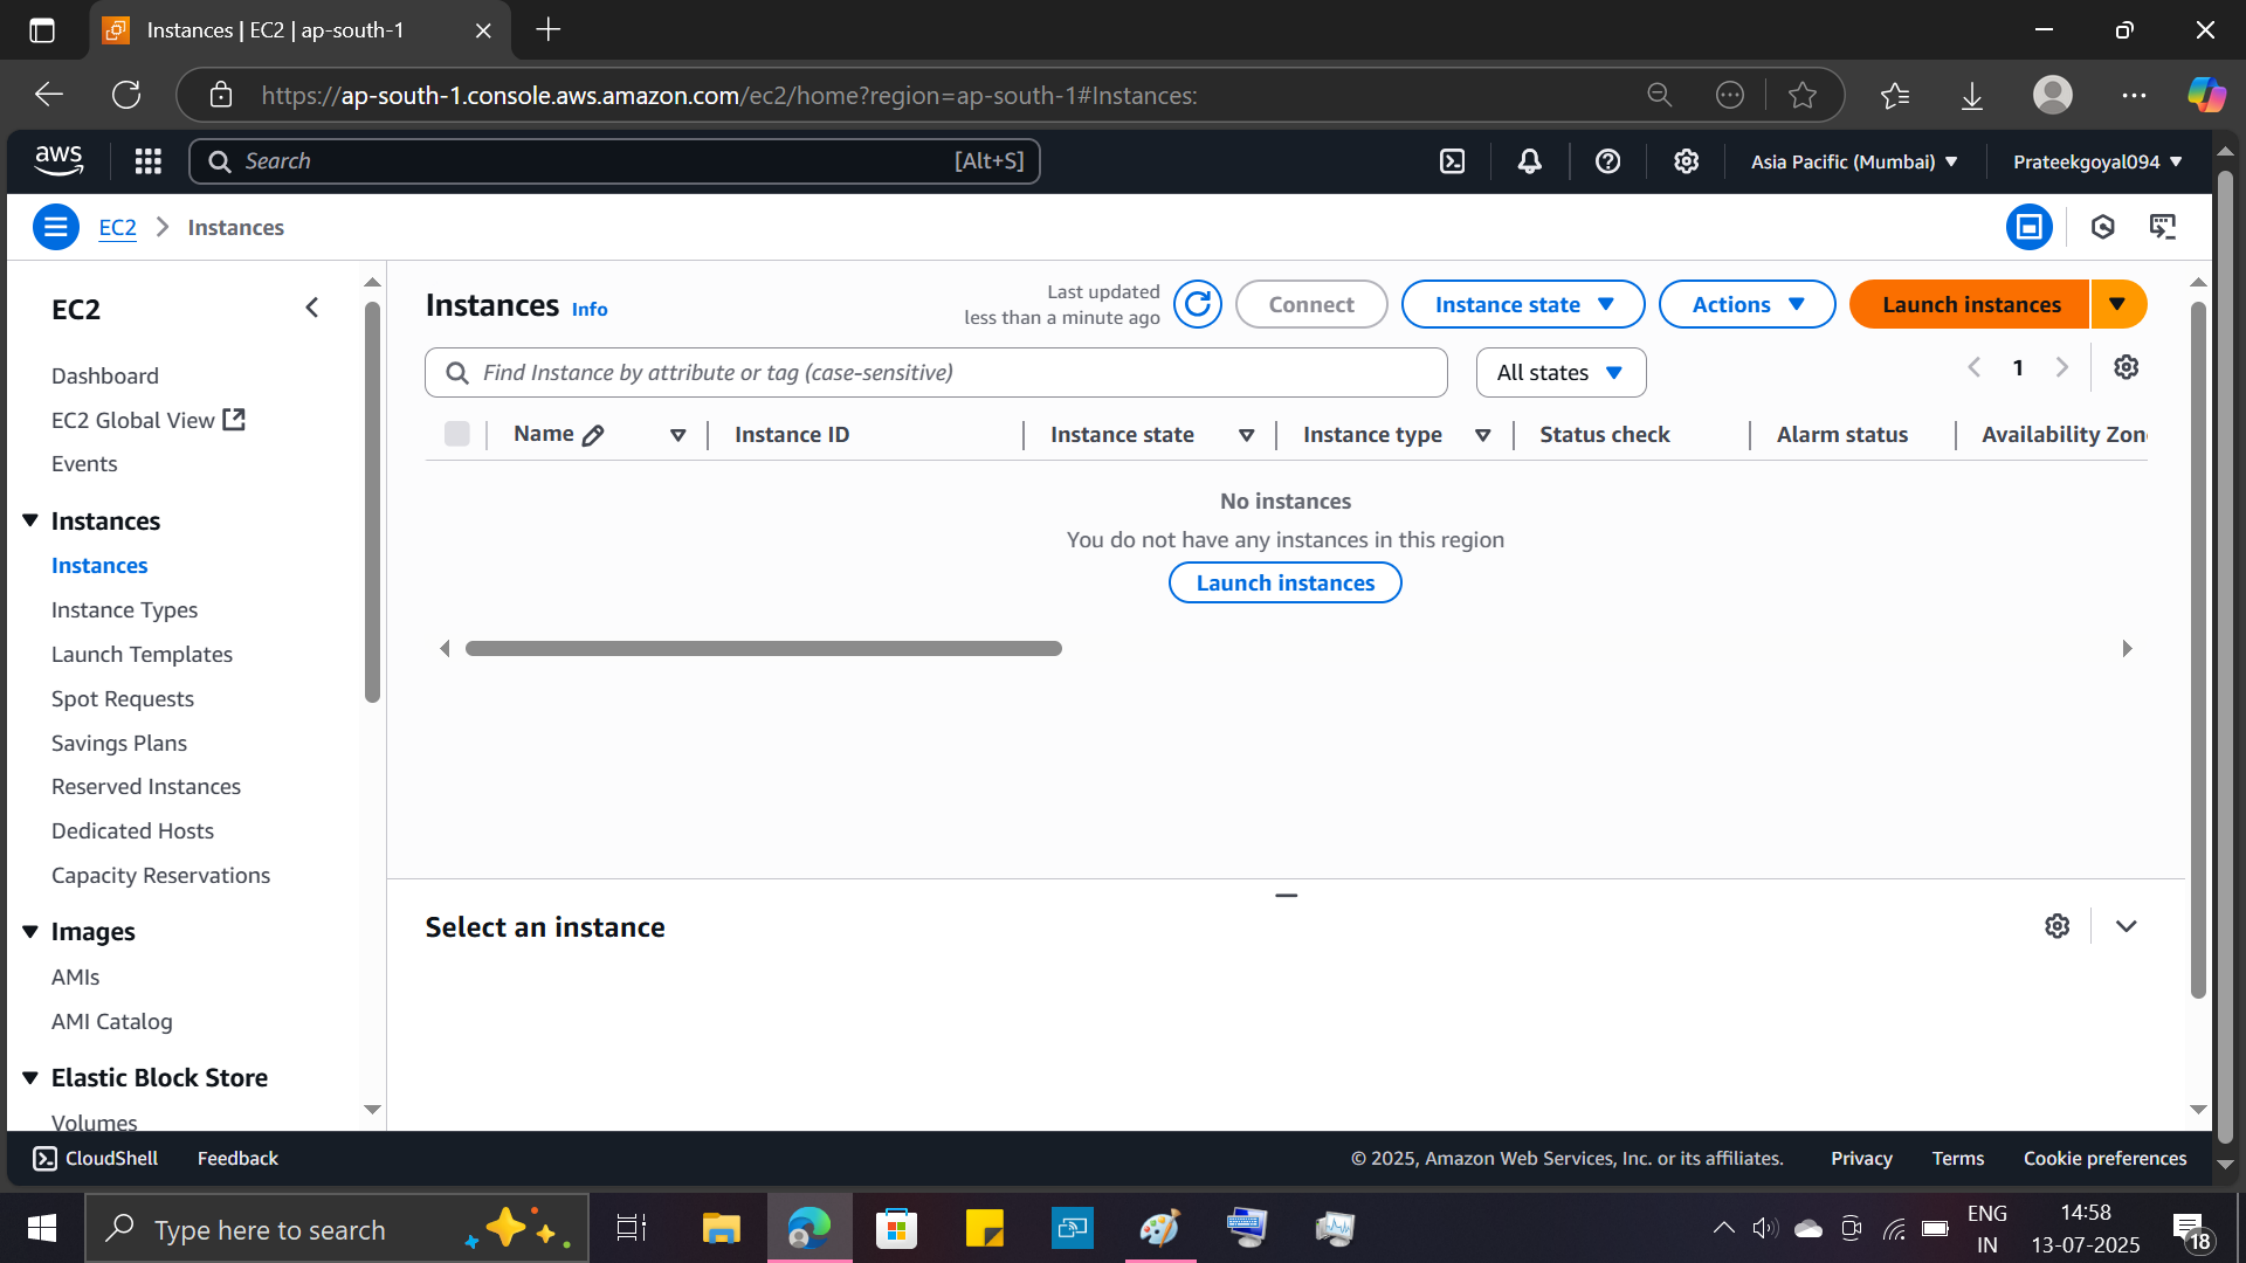 Instances | EC2 | ap-south-1
https://ap-south-1.console.aws.amazon.com/ec2/home?region=ap-south-1#Instances:
aws
Search
[Alt+S]
Asia Pacific (Mumbai)
Prateekgoyal094
EC2
Instances
EC2
Dashboard
EC2 Global View
Events
Instances
Instances
Instance Types
Launch Templates
Spot Requests
Savings Plans
Reserved Instances
Dedicated Hosts
Capacity Reservations
Images
AMIs
AMI Catalog
Elastic Block Store
Volumes
Instances Info
Last updated
less than a minute ago
Connect
Instance state
Actions
Launch instances
Find Instance by attribute or tag (case-sensitive)
All states
1
Name
Instance ID
Instance state
Instance type
Status check
Alarm status
Availability Zon
No instances
You do not have any instances in this region
Launch instances
Select an instance
CloudShell
Feedback
© 2025, Amazon Web Services, Inc. or its affiliates.
Privacy
Terms
Cookie preferences
Type here to search
ENG
IN
14:58
13-07-2025
18